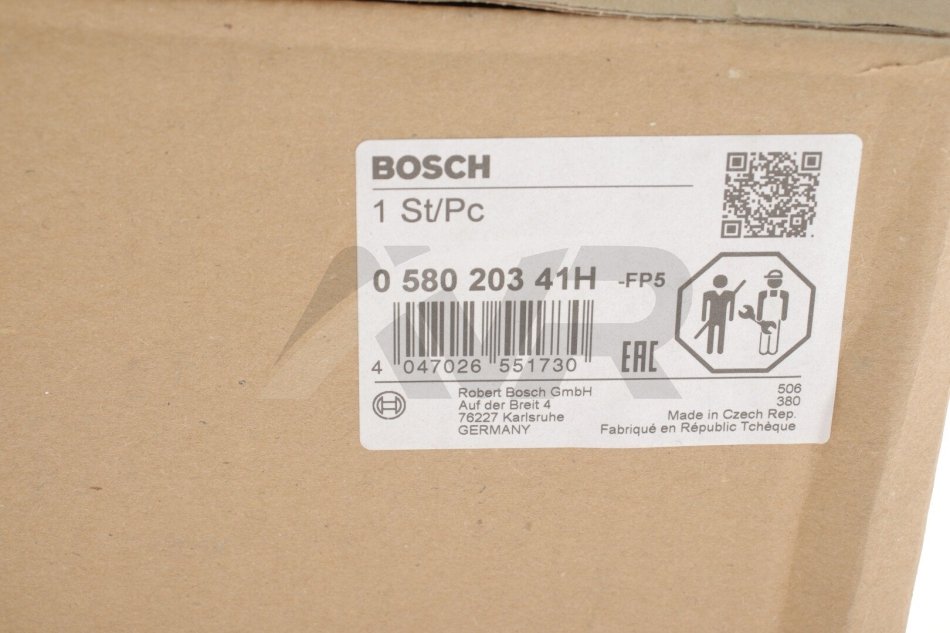 BOSCH
1 St/Pc
0 580 203 41H -FP5
4 047026 551730
EAC
Robert Bosch GmbH
Auf der Breit 4
76227 Karlsruhe
GERMANY
506
380
Made in Czech Rep.
Fabriqué en Républic Tchèque
MR